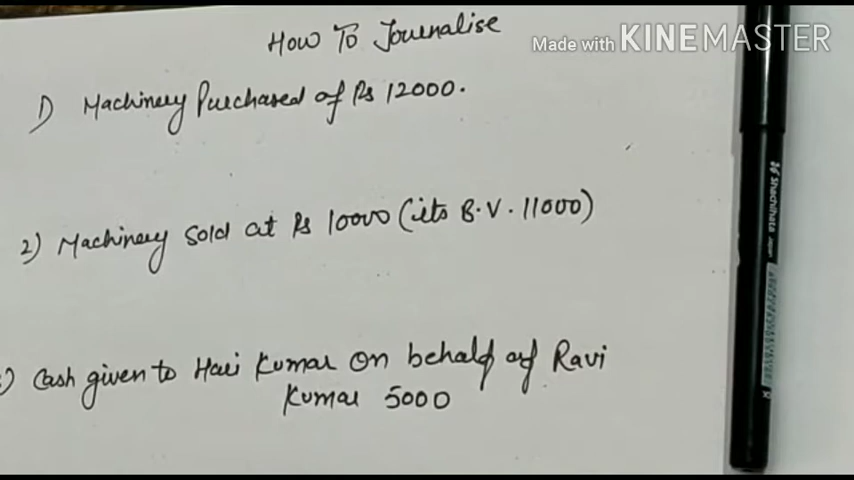 How To Journalise
Made with KINEMASTER
1) Machinery Purchased of Rs 12000.
2) Machinery sold at Rs 10000 (its B.V. 11000)
) Cash given to Hari Kumar On behalf of Ravi
Kumar 5000
Shachihata